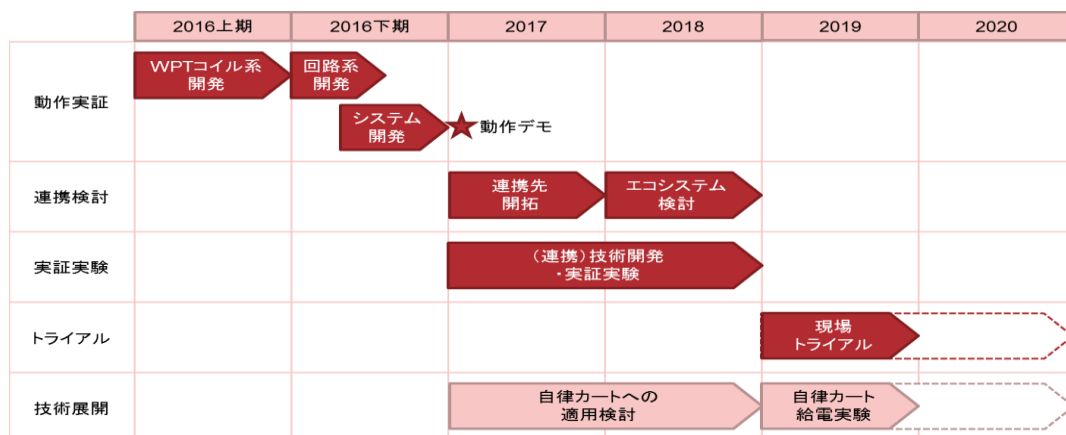 2016上期
2016下期
2017
2018
2019
2020
動作実証
WPTコイル系
開発
回路系
開発
システム
開発
動作デモ
連携検討
連携先
開拓
エコシステム
検討
実証実験
（連携）技術開発
・実証実験
トライアル
現場
トライアル
技術展開
自律カートへの
適用検討
自律カート
給電実験